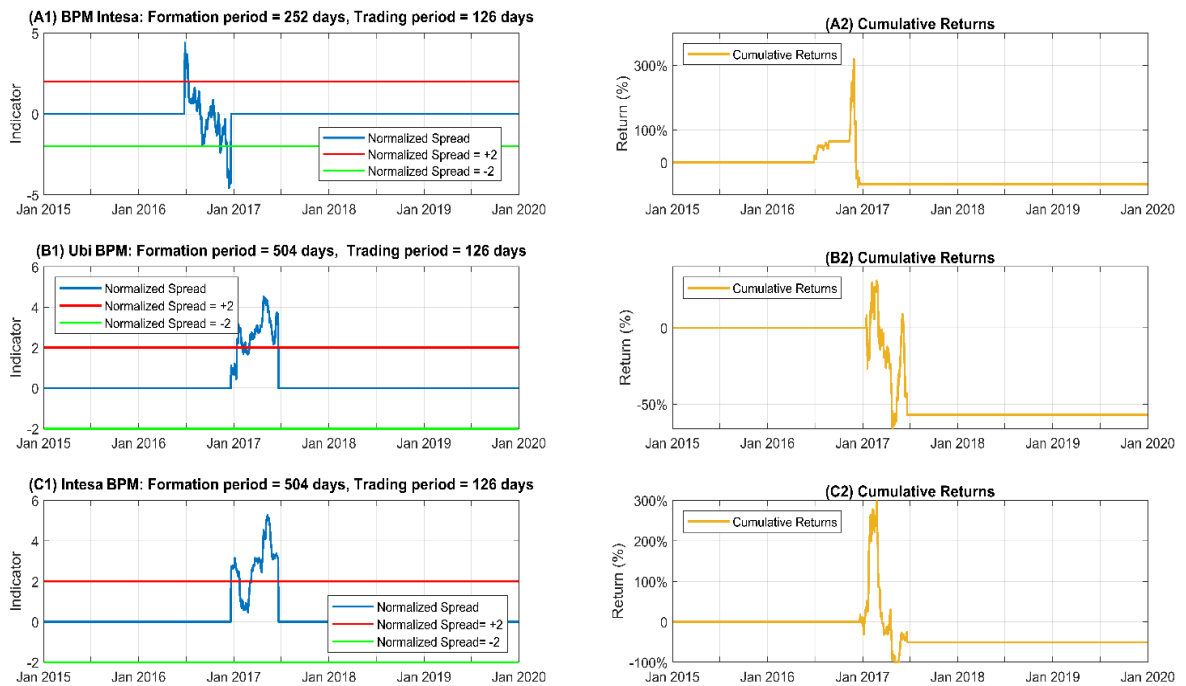 (A1) BPM Intesa: Formation period = 252 days, Trading period = 126 days
5
0
-5
Indicator
Normalized Spread
Normalized Spread = +2
Normalized Spread = -2
Jan 2015 Jan 2016 Jan 2017 Jan 2018 Jan 2019 Jan 2020
(A2) Cumulative Returns
Cumulative Returns
300%
100%
0
Return (%)
Jan 2015 Jan 2016 Jan 2017 Jan 2018 Jan 2019 Jan 2020
(B1) Ubi BPM: Formation period = 504 days, Trading period = 126 days
6
4
2
0
-2
Indicator
Normalized Spread
Normalized Spread = +2
Normalized Spread = -2
Jan 2015 Jan 2016 Jan 2017 Jan 2018 Jan 2019 Jan 2020
(B2) Cumulative Returns
Cumulative Returns
0
-50%
Return (%)
Jan 2015 Jan 2016 Jan 2017 Jan 2018 Jan 2019 Jan 2020
(C1) Intesa BPM: Formation period = 504 days, Trading period = 126 days
6
4
2
0
-2
Indicator
Normalized Spread
Normalized Spread= +2
Normalized Spread= -2
Jan 2015 Jan 2016 Jan 2017 Jan 2018 Jan 2019 Jan 2020
(C2) Cumulative Returns
Cumulative Returns
300%
200%
100%
0
-100%
Return (%)
Jan 2015 Jan 2016 Jan 2017 Jan 2018 Jan 2019 Jan 2020